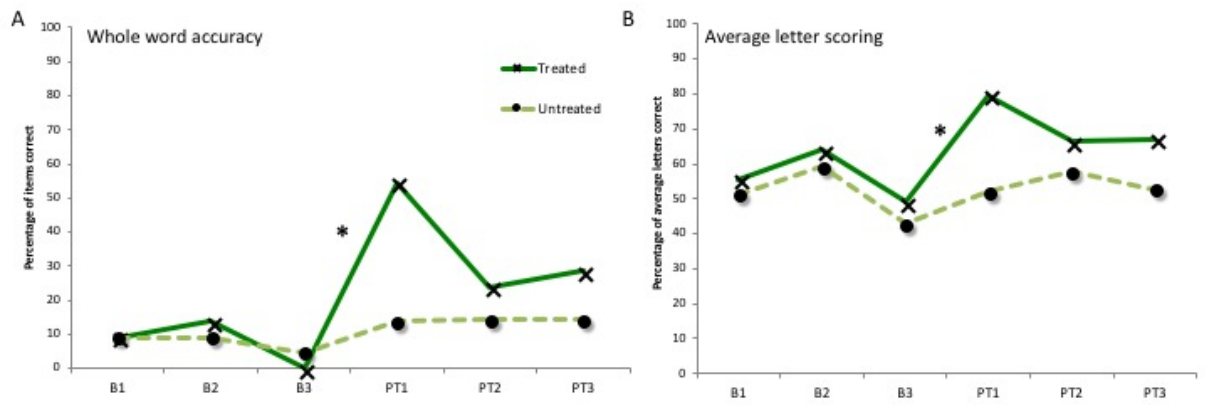 A
Whole word accuracy
Percentage of items correct
100
90
80
70
60
50
40
30
20
10
0
B1 B2 B3 PT1 PT2 PT3
Treated
Untreated
*
B
Average letter scoring
Percentage of average letters correct
100
90
80
70
60
50
40
30
20
10
0
B1 B2 B3 PT1 PT2 PT3
*